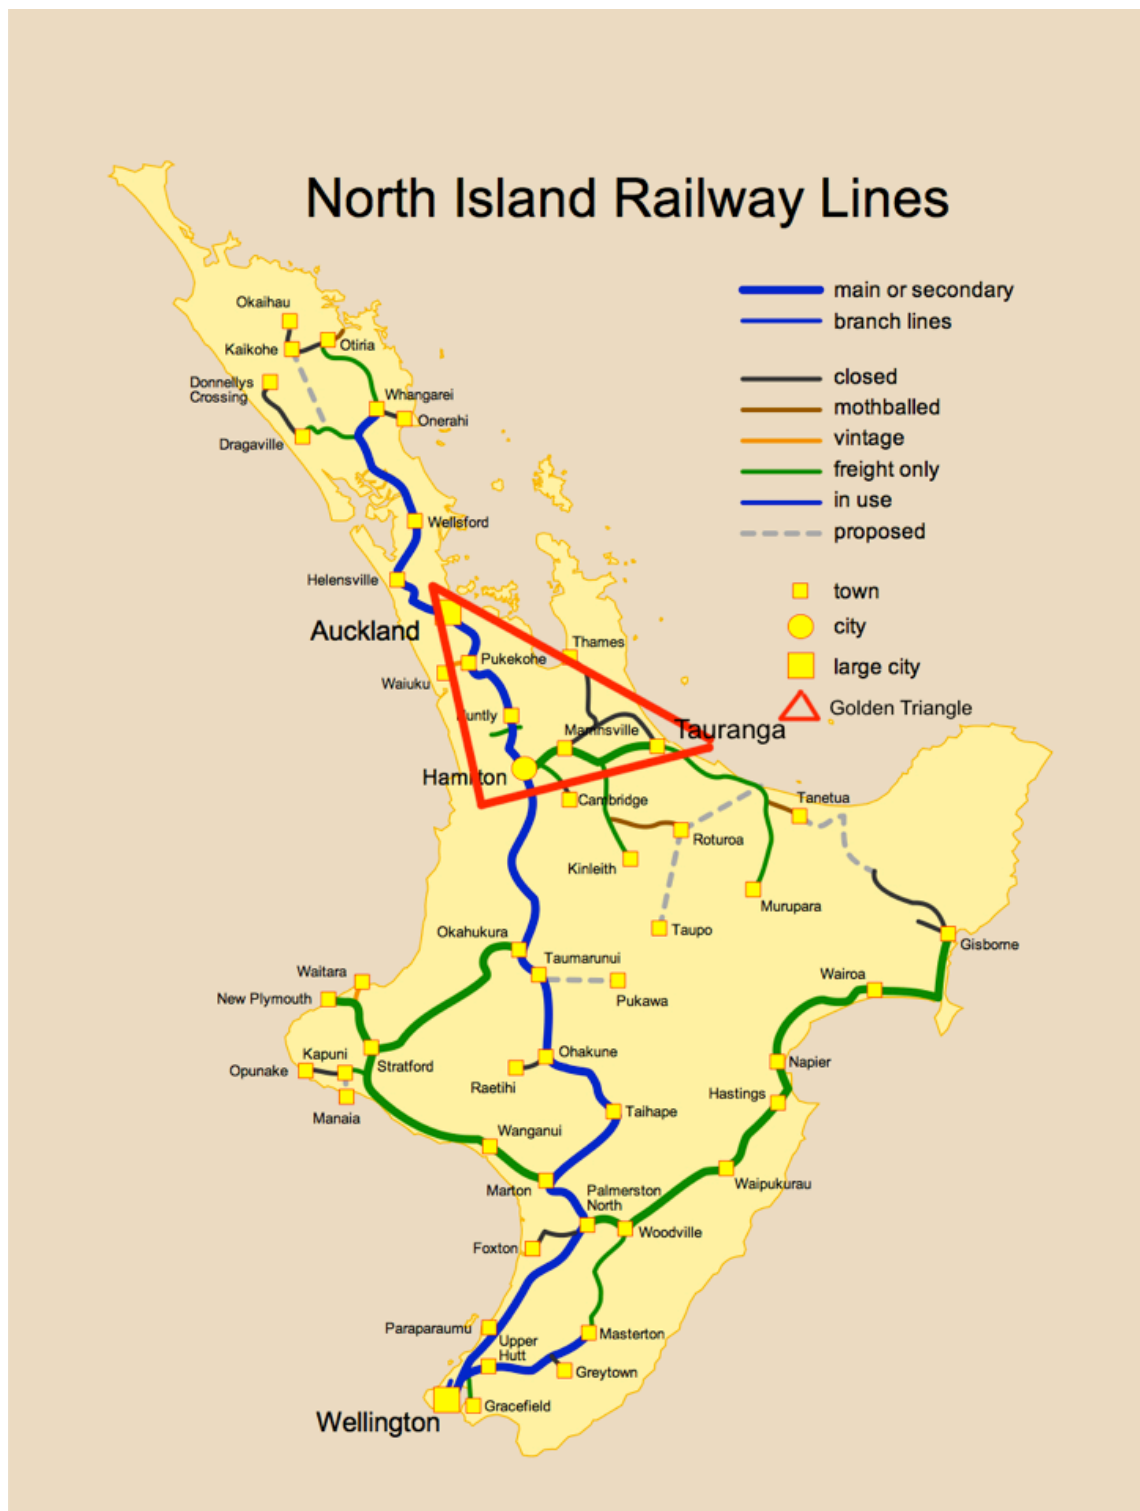 North Island Railway Lines
main or secondary
branch lines
closed
mothballed
vintage
freight only
in use
proposed
town
city
large city
Golden Triangle
Okaihau
Kaikohe
Otiria
Donnellys
Crossing
Whangarei
Onerahi
Dragaville
Wellsford
Helensville
Auckland
Thames
Pukekohe
Waiuku
Huntly
Marrinsville
Tauranga
Hamilton
Cambridge
Tanetua
Roturoa
Kinleith
Murupara
Taupo
Okahukura
Gisborne
Taumarunui
Waitara
Wairoa
New Plymouth
Pukawa
Kapuni
Ohakune
Stratford
Napier
Opunake
Raetihi
Hastings
Manaia
Taihape
Wanganui
Waipukurau
Marton
Palmerston
North
Woodville
Foxton
Paraparaumu
Masterton
Upper
Hutt
Greytown
Gracefield
Wellington